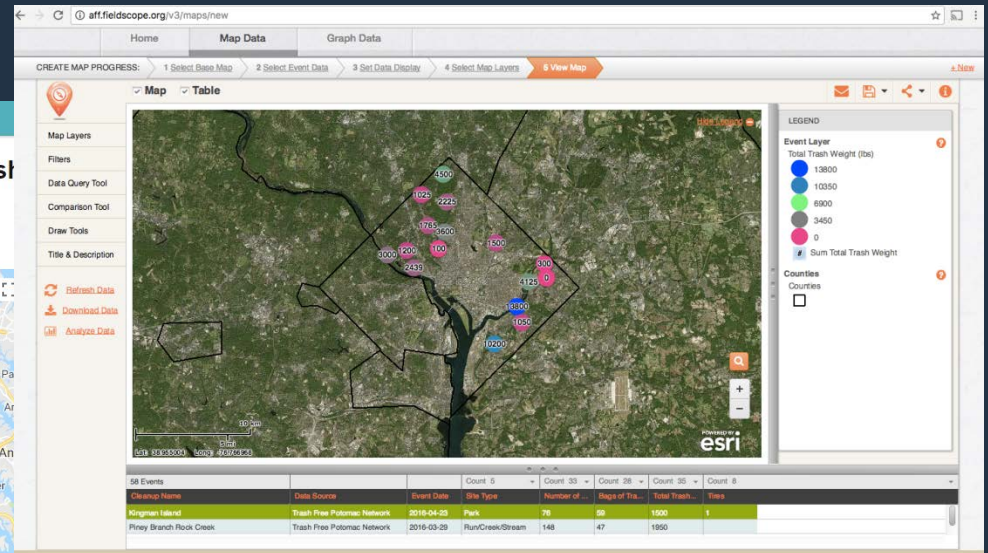 aff.fieldscope.org/v3/maps/new
Home Map Data Graph Data
CREATE MAP PROGRESS: 1 Select Base Map 2 Select Event Data 3 Set Data Display 4 Select Map Layers 5 View Map + New
Map Table
Map Layers
Filters
Data Query Tool
Comparison Tool
Draw Tools
Title & Description
Refresh Data
Download Data
Analyze Data
Hide Legend
4500
1025
2225
1765
3600
3000
1200
100
1500
2439
300
4125
0
13800
1050
10200
10 km
5 mi
POWERED BY
esri
LEGEND
Event Layer
Total Trash Weight (lbs)
13800
10350
6900
3450
0
# Sum Total Trash Weight
Counties
Counties
58 Events Count 5 Count 33 Count 28 Count 35 Count 8
Cleanup Name Data Source Event Date Site Type Number of ... Bags of Tra... Total Trash... Tires
Kingman Island Trash Free Potomac Network 2016-04-23 Park 76 59 1500 1
Piney Branch Rock Creek Trash Free Potomac Network 2016-03-29 Run/Creek/Stream 148 47 1950